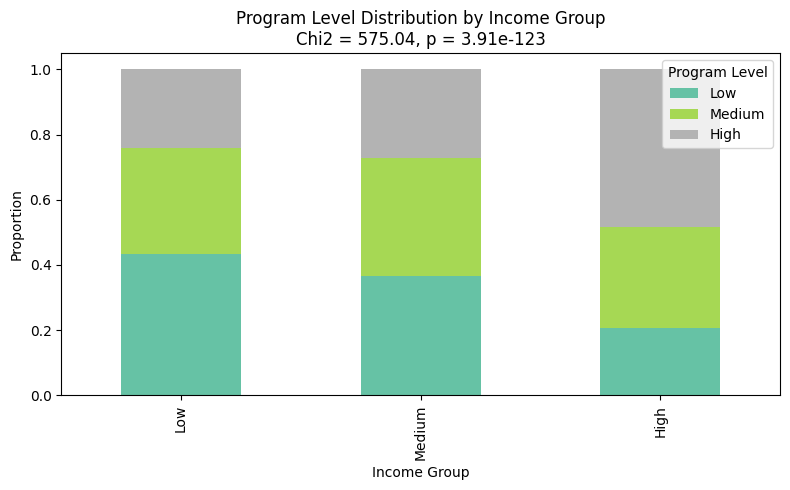 Program Level Distribution by Income Group
Chi2 = 575.04, p = 3.91e-123
Program Level
Low
Medium
High
1.0
0.8
0.6
0.4
0.2
0.0
Proportion
Low
Medium
High
Income Group